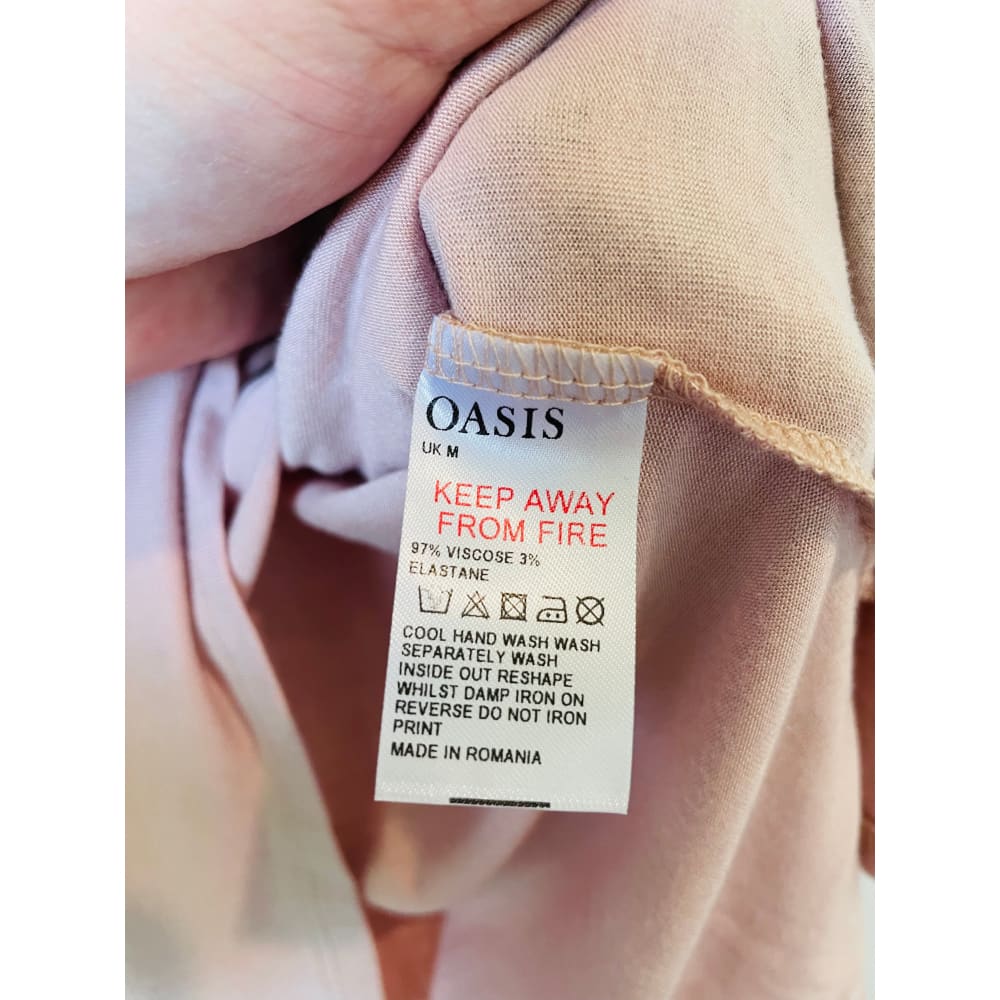 OASIS
UK M
KEEP AWAY
FROM FIRE
97% VISCOSE 3%
ELASTANE
COOL HAND WASH WASH
SEPARATELY WASH
INSIDE OUT RESHAPE
WHILST DAMP IRON ON
REVERSE DO NOT IRON
PRINT
MADE IN ROMANIA